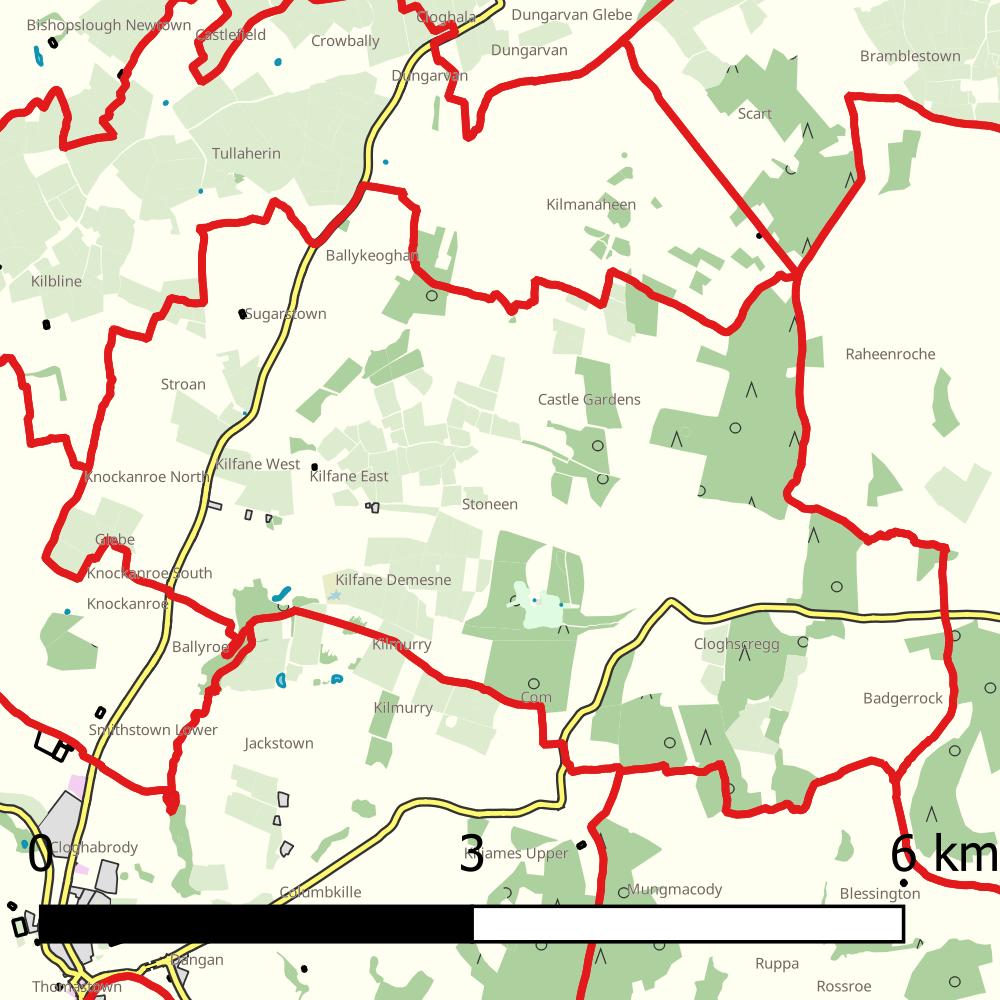 Cloghala
Dungarvan Glebe
Bishopslough Newtown
Castlefield
Crowbally
Dungarvan
Bramblestown
Dungarvan
Scart
Tullaherin
Kilmanaheen
Ballykeoghan
Kilbline
Sugarstown
Raheenroche
Stroan
Castle Gardens
Kilfane West
Knockanroe North
Kilfane East
Stoneen
Glebe
Knockanroe South
Kilfane Demesne
Knockanroe
Ballyroe
Kilmurry
Cloghscregg
Com
Badgerrock
Kilmurry
Smithstown Lower
Jackstown
Cloghabrody
0
3
6 km
Kiljames Upper
Columbkille
Mungmacody
Blessington
Dangan
Ruppa
Thomastown
Rossroe